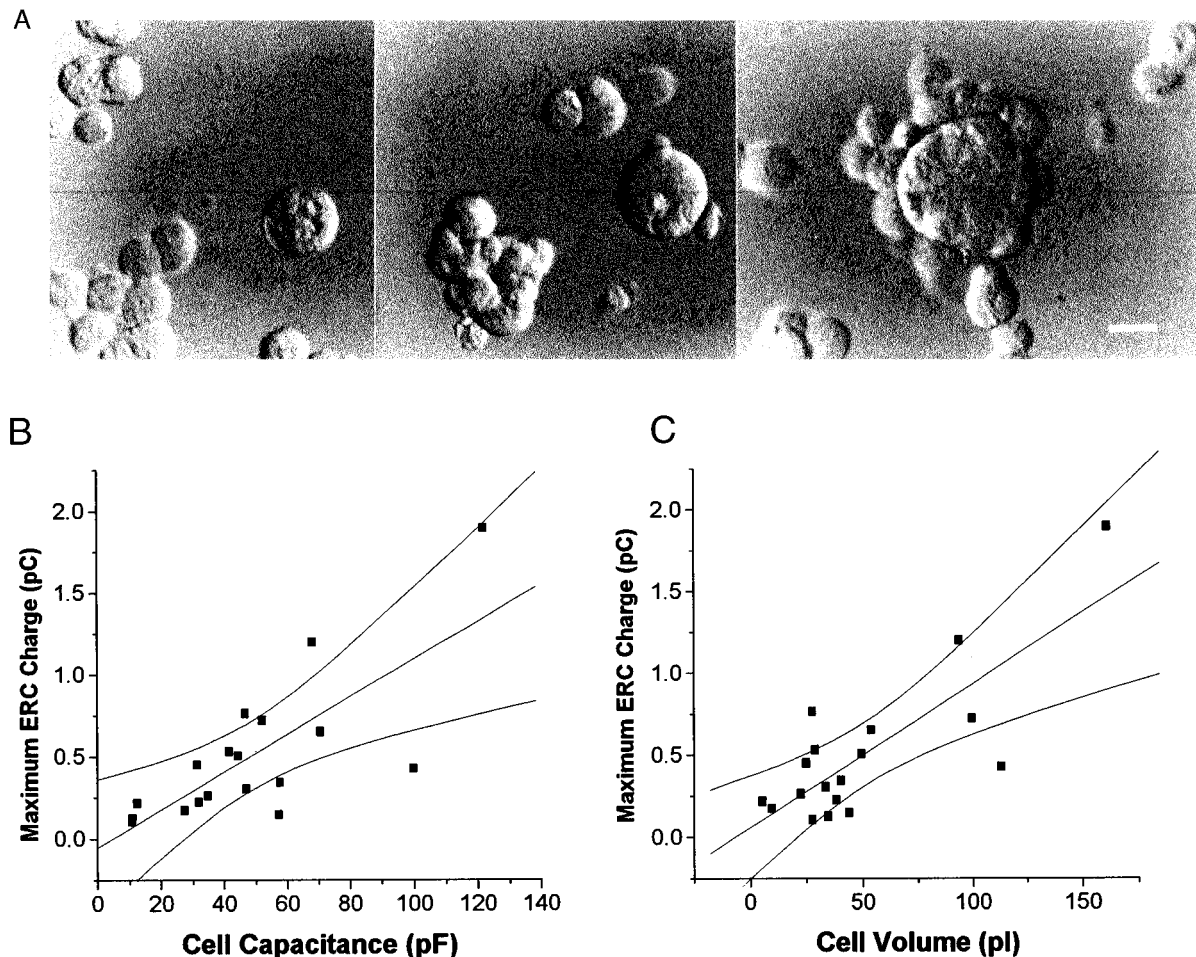 A
B
C
Maximum ERC Charge (pC)
2.0
1.5
1.0
0.5
0.0
0 20 40 60 80 100 120 140
Cell Capacitance (pF)
Maximum ERC Charge (pC)
2.0
1.5
1.0
0.5
0.0
0 50 100 150
Cell Volume (pl)